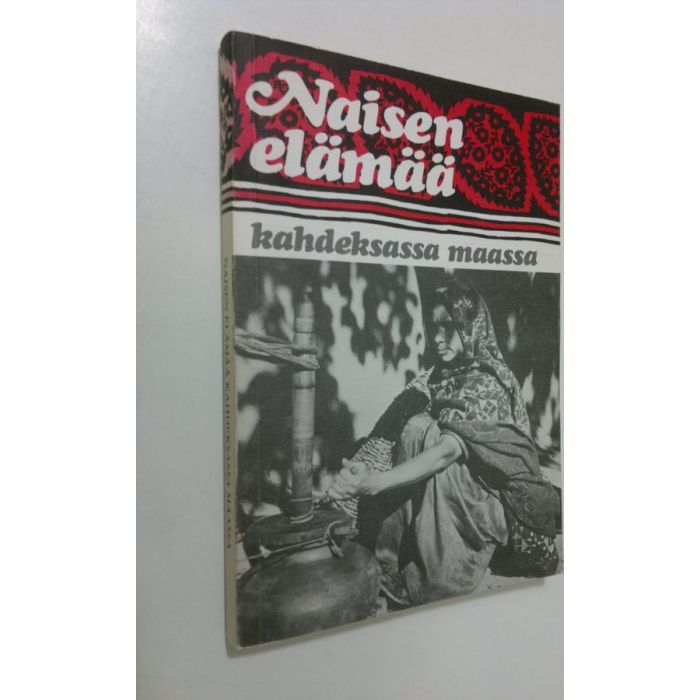 Naisen
elämää
kahdeksassa maassa
NAISEN ELÄMÄÄ KAHDEKSASSA MAASSA